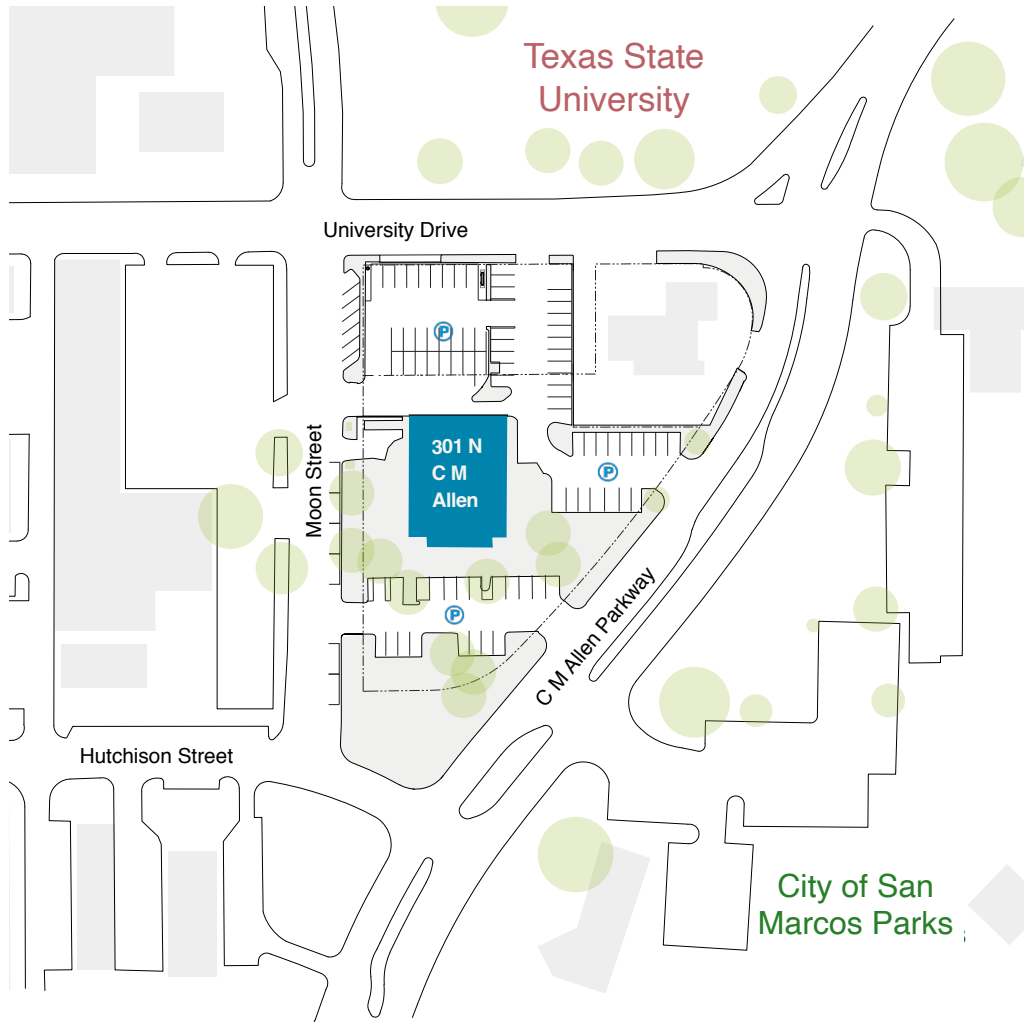 Texas State
University
University Drive
P
301 N
C M
Allen
P
Moon Street
P
C M Allen Parkway
Hutchison Street
City of San
Marcos Parks